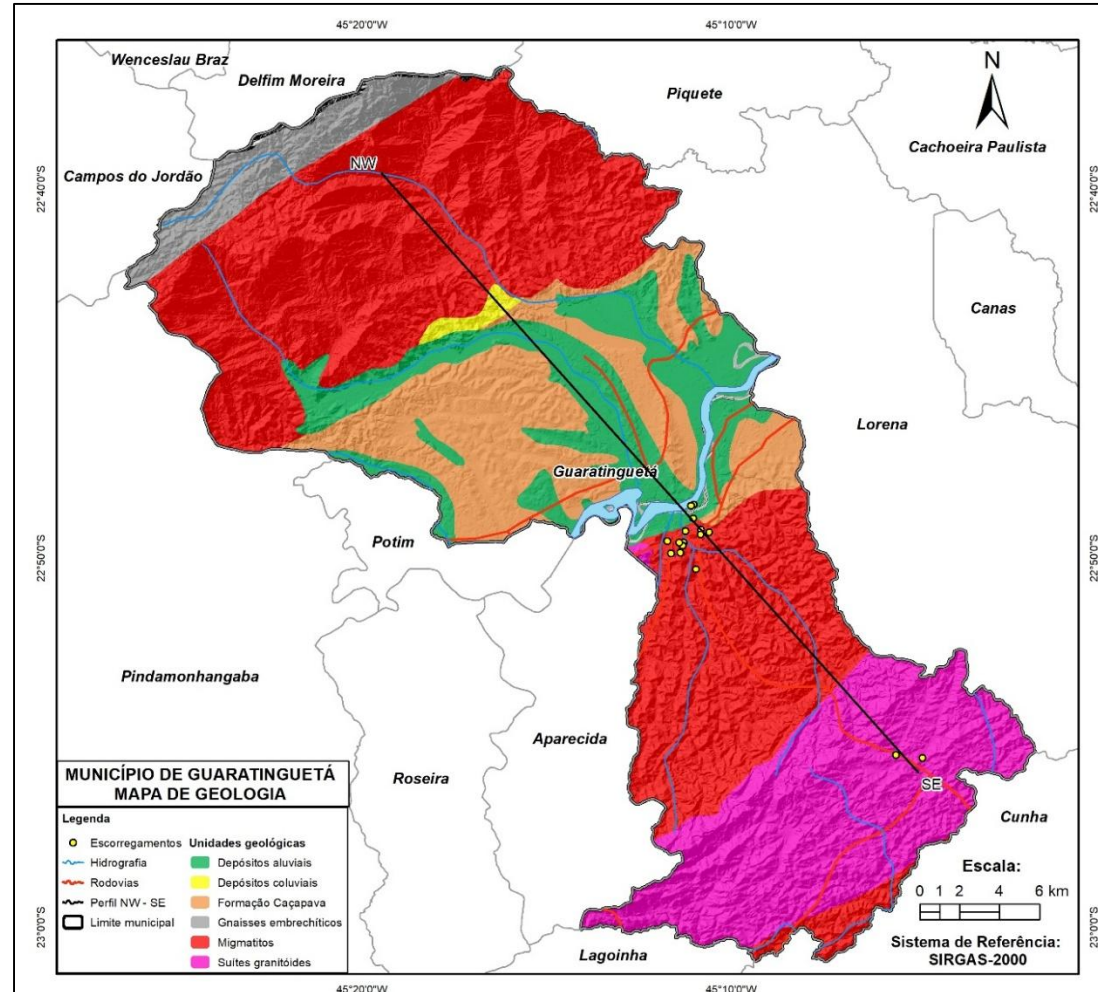 45°20'0"W
45°10'0"W
Wenceslau Braz
Delfim Moreira
Piquete
N
Cachoeira Paulista
Campos do Jordão
NW
22°40'0"S
22°40'0"S
Canas
Lorena
Guaratinguetá
Potim
22°50'0"S
22°50'0"S
Pindamonhangaba
Aparecida
Roseira
SE
Cunha
MUNICÍPIO DE GUARATINGUETÁ
MAPA DE GEOLOGIA
Legenda
Escorregamentos
Hidrografia
Rodovias
Perfil NW - SE
Limite municipal
Unidades geológicas
Depósitos aluviais
Depósitos coluviais
Formação Caçapava
Gnaisses embrechíticos
Migmatitos
Suítes granitóides
Escala:
0 1 2 4 6 km
23°0'0"S
23°0'0"S
Sistema de Referência:
SIRGAS-2000
Lagoinha
45°20'0"W
45°10'0"W